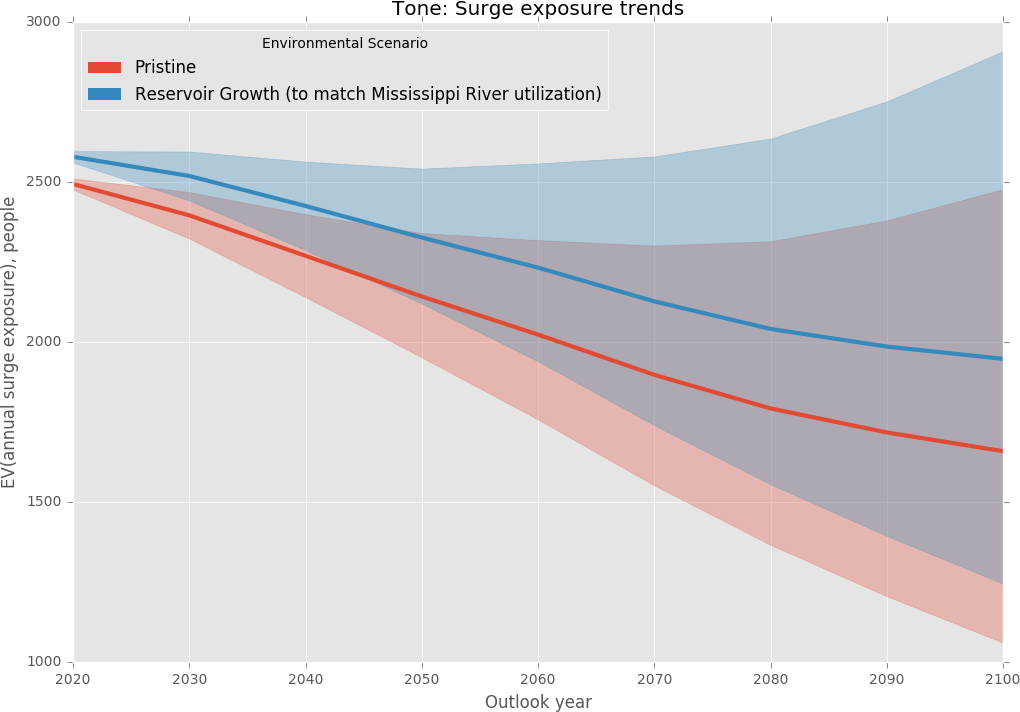 Tone: Surge exposure trends
Environmental Scenario
Pristine
Reservoir Growth (to match Mississippi River utilization)
EV(annual surge exposure), people
3000
2500
2000
1500
1000
2020 2030 2040 2050 2060 2070 2080 2090 2100
Outlook year